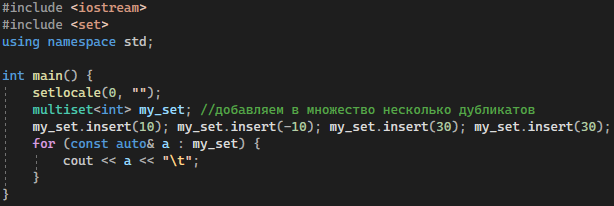 #include <iostream>
#include <set>
using namespace std;
int main() {
setlocale(0, "");
multiset<int> my_set; //добавляем в множество несколько дубликатов
my_set.insert(10); my_set.insert(-10); my_set.insert(30); my_set.insert(30);
for (const auto& a : my_set) {
cout << a << "\t";
}
}